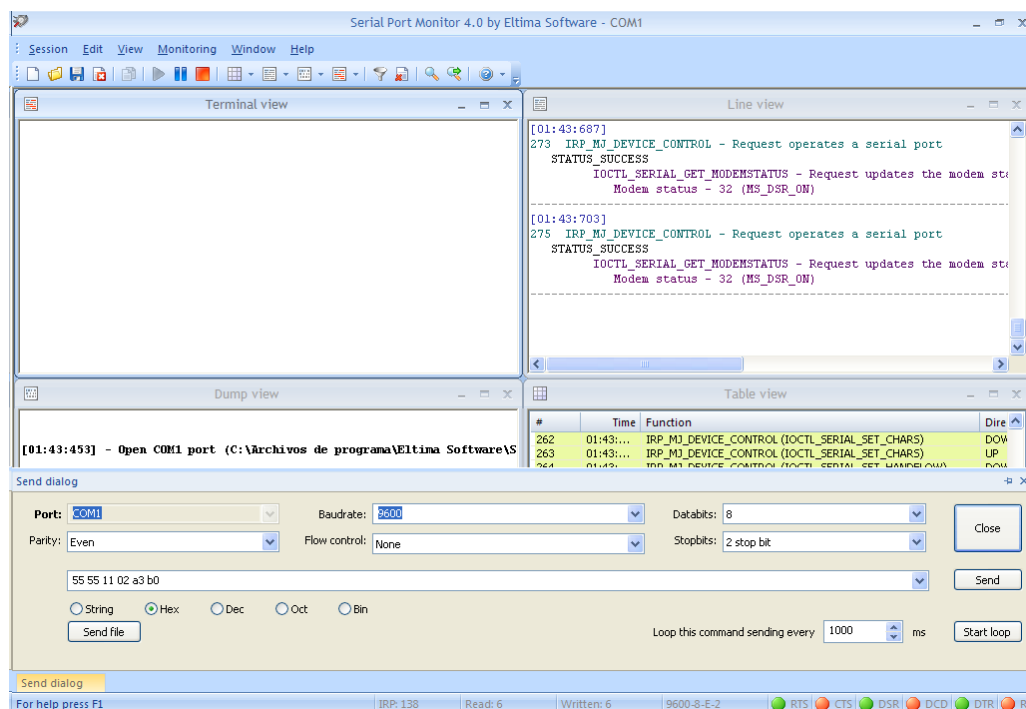 Serial Port Monitor 4.0 by Eltima Software - COM1
Session Edit View Monitoring Window Help
Terminal view
Line view
[01:43:687]
273 IRP_MJ_DEVICE_CONTROL - Request operates a serial port
STATUS_SUCCESS
IOCTL_SERIAL_GET_MODEMSTATUS - Request updates the modem sta
Modem status - 32 (MS_DSR_ON)
[01:43:703]
275 IRP_MJ_DEVICE_CONTROL - Request operates a serial port
STATUS_SUCCESS
IOCTL_SERIAL_GET_MODEMSTATUS - Request updates the modem sta
Modem status - 32 (MS_DSR_ON)
Dump view
[01:43:453] - Open COM1 port (C:\Archivos de programa\Eltima Software\S
Table view
# Time Function Dire
262 01:43:... IRP_MJ_DEVICE_CONTROL (IOCTL_SERIAL_SET_CHARS) DOW
263 01:43:... IRP_MJ_DEVICE_CONTROL (IOCTL_SERIAL_SET_CHARS) UP
264 01:43:... IRP_MJ_DEVICE_CONTROL (IOCTL_SERIAL_SET_HANDFLOW) DOW
Send dialog
Port: COM1 Baudrate: 9600 Databits: 8 Close
Parity: Even Flow control: None Stopbits: 2 stop bit
55 55 11 02 a3 b0 Send
String Hex Dec Oct Bin
Send file Loop this command sending every 1000 ms Start loop
Send dialog
For help press F1 IRP: 138 Read: 6 Written: 6 9600-8-E-2 RTS CTS DSR DCD DTR R